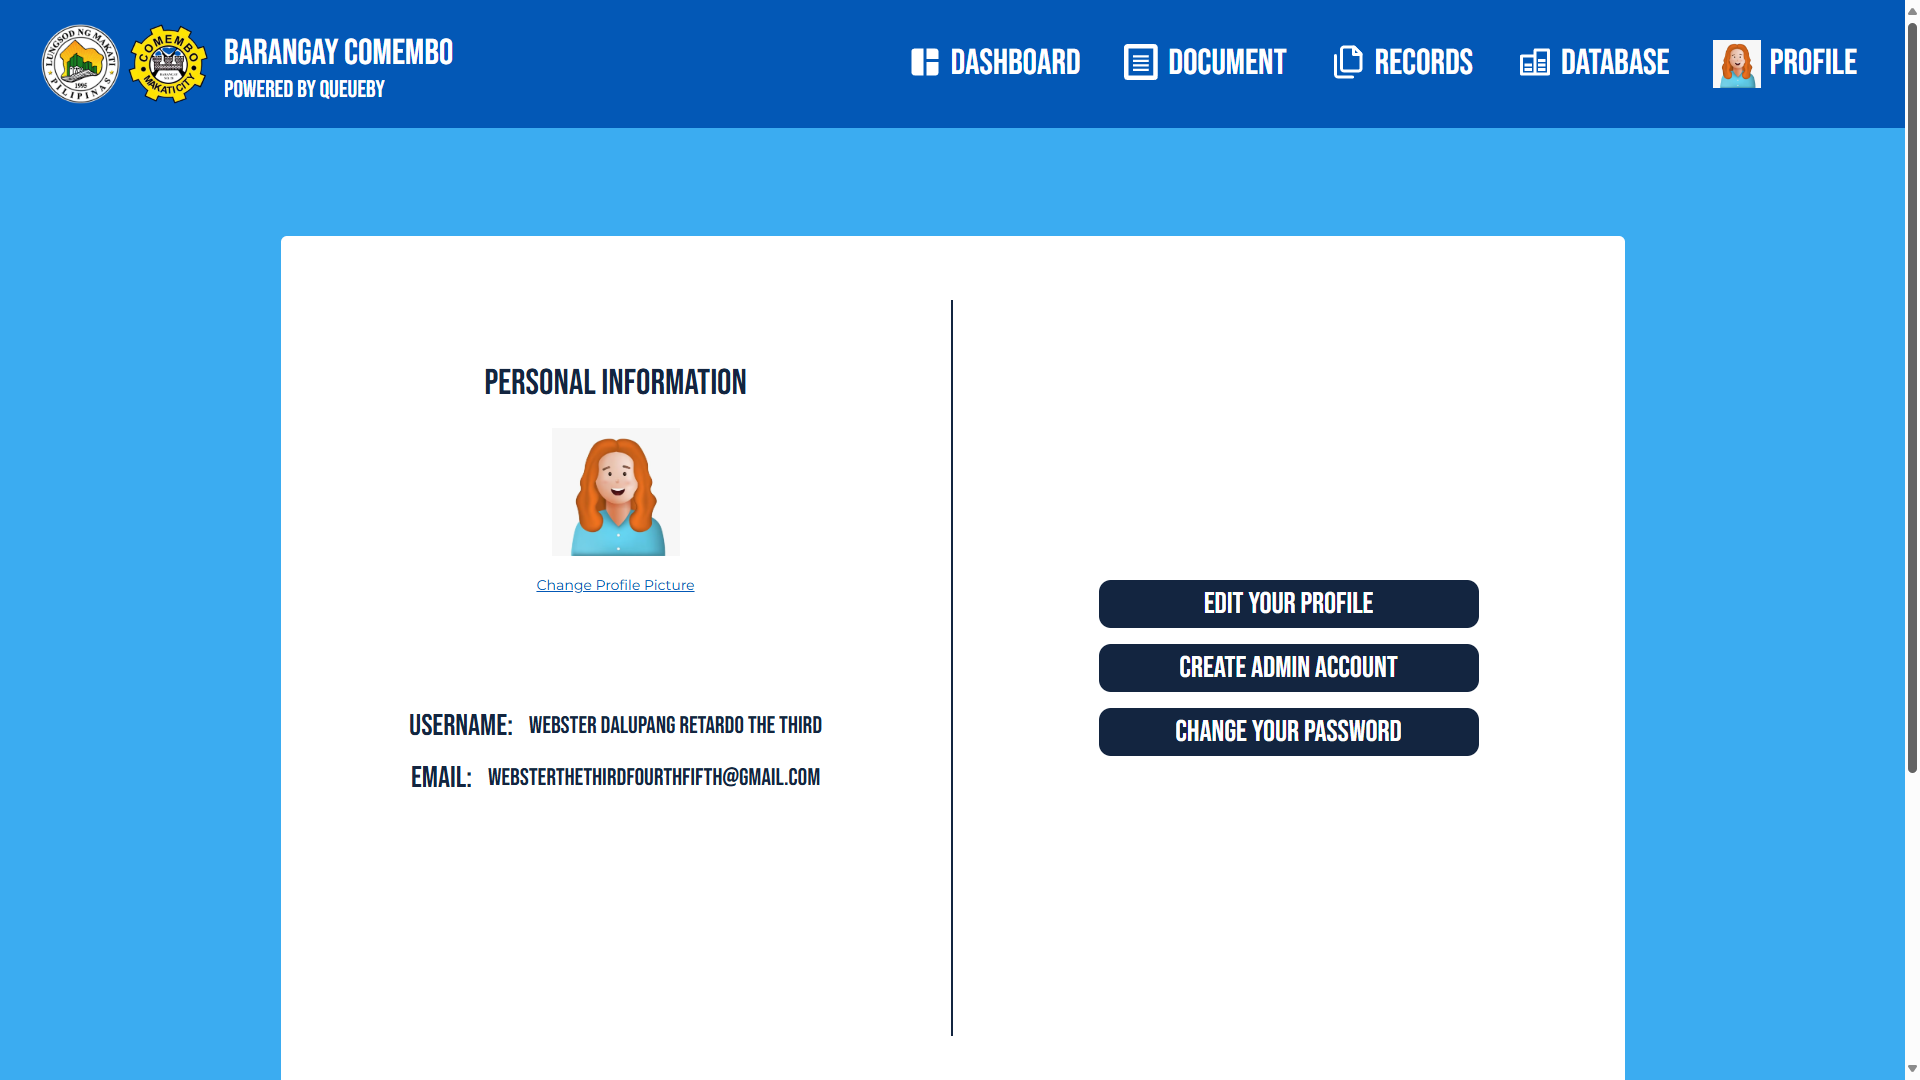 LUNGSOD NG MAKATI
PILIPINAS
1995
COMEMBO
MAKATI CITY
BARANGAY COMEMBO
POWERED BY QUEUEBY
DASHBOARD
DOCUMENT
RECORDS
DATABASE
PROFILE
PERSONAL INFORMATION
Change Profile Picture
USERNAME: WEBSTER DALUPANG RETARDO THE THIRD
EMAIL: WEBSTERTHETHIRDFOURTHFIFTH@GMAIL.COM
EDIT YOUR PROFILE
CREATE ADMIN ACCOUNT
CHANGE YOUR PASSWORD